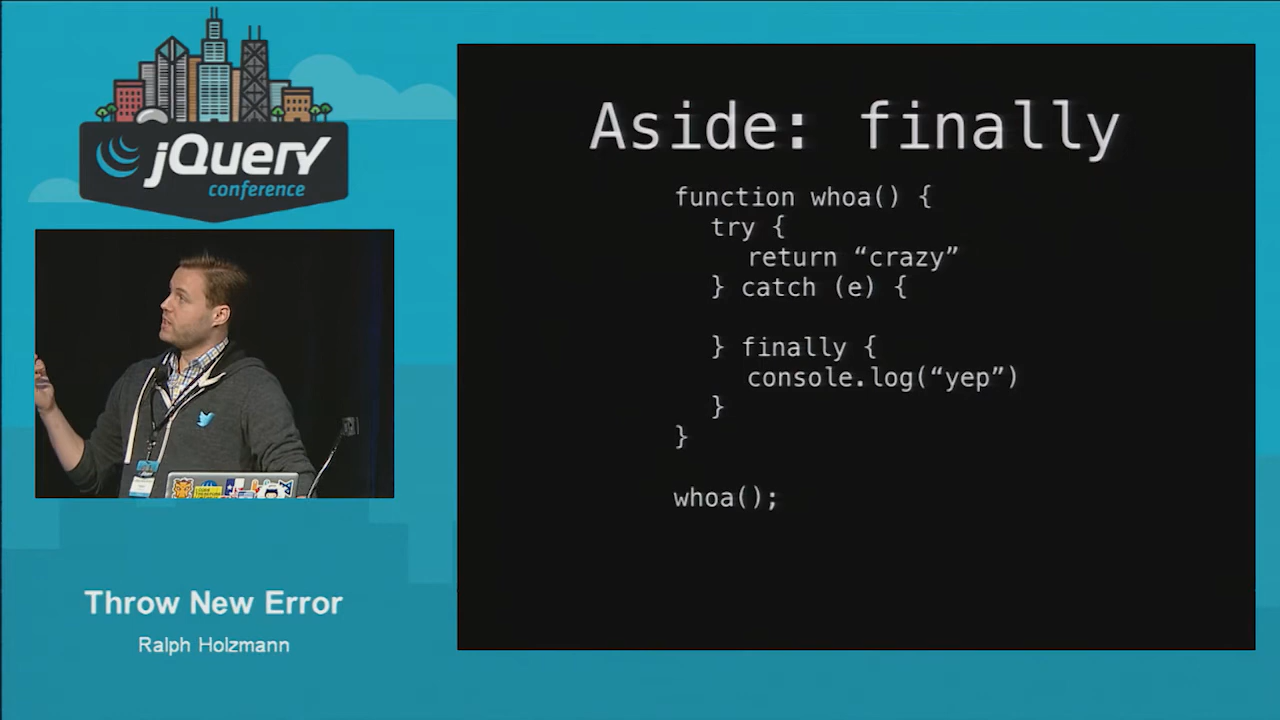 jQuery
conference
Throw New Error
Ralph Holzmann
Aside: finally
function whoa() {
try {
return “crazy”
} catch (e) {
} finally {
console.log(“yep”)
}
}
whoa();